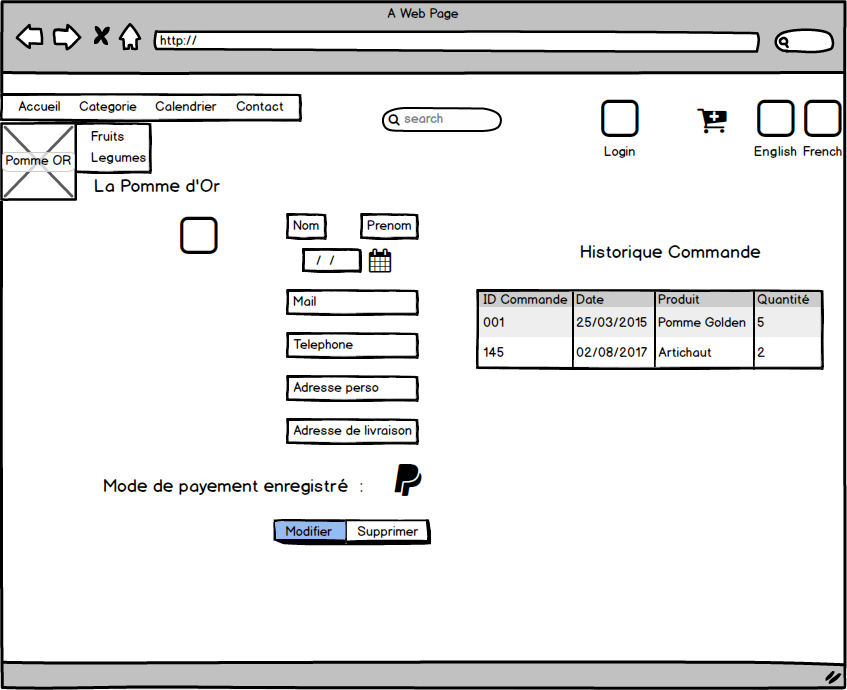 A Web Page
http://
Accueil Categorie Calendrier Contact
search
Login
English French
Fruits
Legumes
Pomme OR
La Pomme d'Or
Nom Prenom
/ /
Mail
Telephone
Adresse perso
Adresse de livraison
Mode de payement enregistré :
Modifier Supprimer
Historique Commande
ID Commande Date Produit Quantité
001 25/03/2015 Pomme Golden 5
145 02/08/2017 Artichaut 2